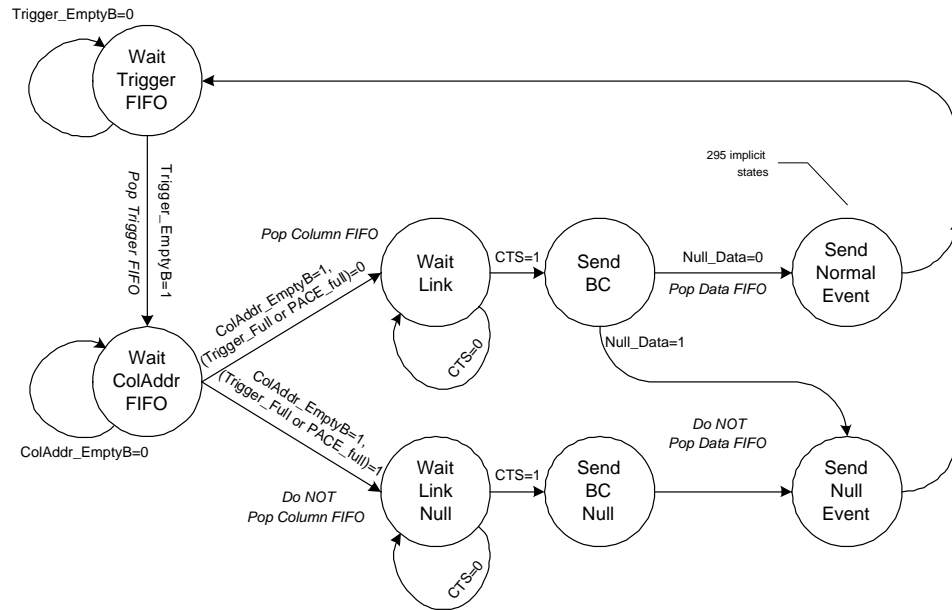 Trigger_EmptyB=0
Wait
Trigger
FIFO
Trigger_EmptyB=1
Pop Trigger FIFO
295 implicit
states
Pop Column FIFO
Wait
Link
CTS=1
Send
BC
Null_Data=0
Pop Data FIFO
Send
Normal
Event
ColAddr_EmptyB=1,
(Trigger_Full or PACE_full)=0
CTS=0
Null_Data=1
Wait
ColAddr
FIFO
ColAddr_EmptyB=0
ColAddr_EmptyB=1,
(Trigger_Full or PACE_full)=1
Do NOT
Pop Column FIFO
Wait
Link
Null
CTS=1
Send
BC
Null
Do NOT
Pop Data FIFO
Send
Null
Event
CTS=0